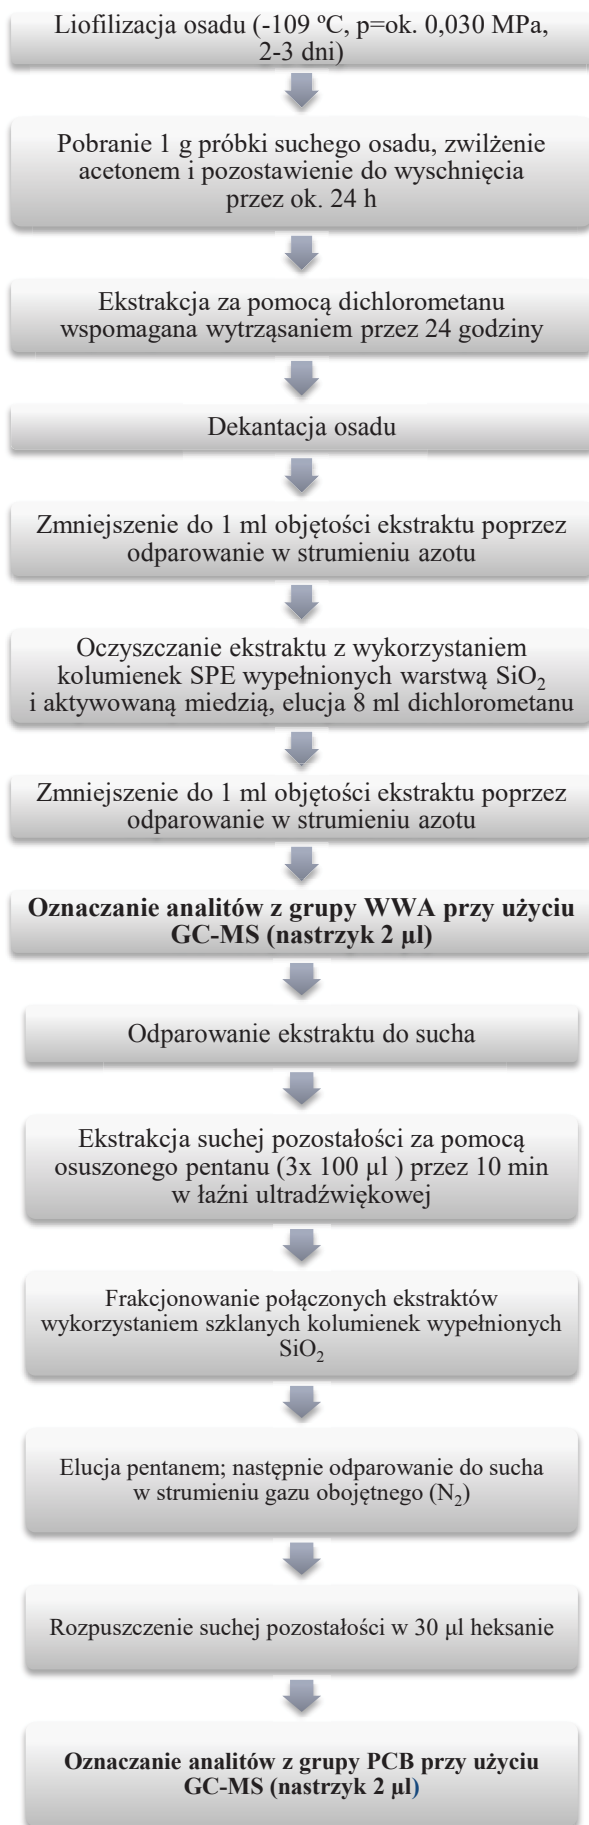 Liofilizacja osadu (-109 ºC, p=ok. 0,030 MPa,
2-3 dni)
Pobranie 1 g próbki suchego osadu, zwilżenie
acetonem i pozostawienie do wyschnięcia
przez ok. 24 h
Ekstrakcja za pomocą dichlorometanu
wspomagana wytrząsaniem przez 24 godziny
Dekantacja osadu
Zmniejszenie do 1 ml objętości ekstraktu poprzez
odparowanie w strumieniu azotu
Oczyszczanie ekstraktu z wykorzystaniem
kolumienek SPE wypełnionych warstwą SiO₂
i aktywowaną miedzią, elucja 8 ml dichlorometanu
Zmniejszenie do 1 ml objętości ekstraktu poprzez
odparowanie w strumieniu azotu
Oznaczanie analitów z grupy WWA przy użyciu
GC-MS (nastrzyk 2 µl)
Odparowanie ekstraktu do sucha
Ekstrakcja suchej pozostałości za pomocą
osuszonego pentanu (3x 100 µl ) przez 10 min
w łaźni ultradźwiękowej
Frakcjonowanie połączonych ekstraktów
wykorzystaniem szklanych kolumienek wypełnionych
SiO₂
Elucja pentanem; następnie odparowanie do sucha
w strumieniu gazu obojętnego (N₂)
Rozpuszczenie suchej pozostałości w 30 µl heksanie
Oznaczanie analitów z grupy PCB przy użyciu
GC-MS (nastrzyk 2 µl)